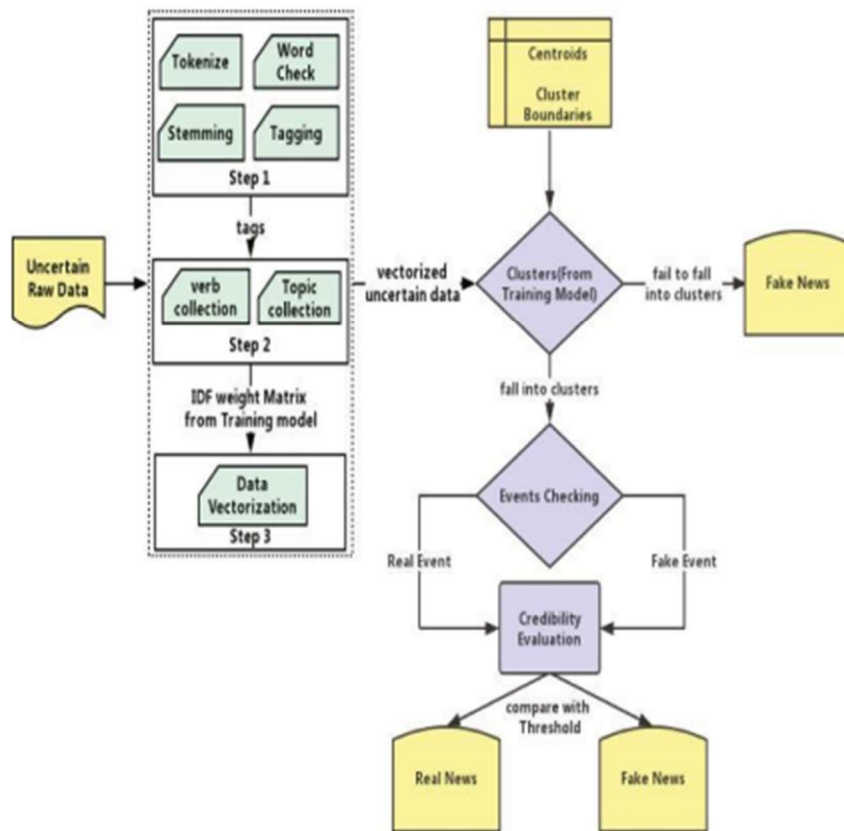 Tokenize
Word
Check
Stemming
Tagging
Step 1
tags
Uncertain
Raw Data
verb
collection
Topic
collection
Step 2
IDF weight Matrix
from Training model
Data
Vectorization
Step 3
vectorized
uncertain data
Centroids
Cluster
Boundaries
Clusters(From
Training Model)
fail to fall
into clusters
Fake News
fall into clusters
Events Checking
Real Event
Fake Event
Credibility
Evaluation
compare with
Threshold
Real News
Fake News